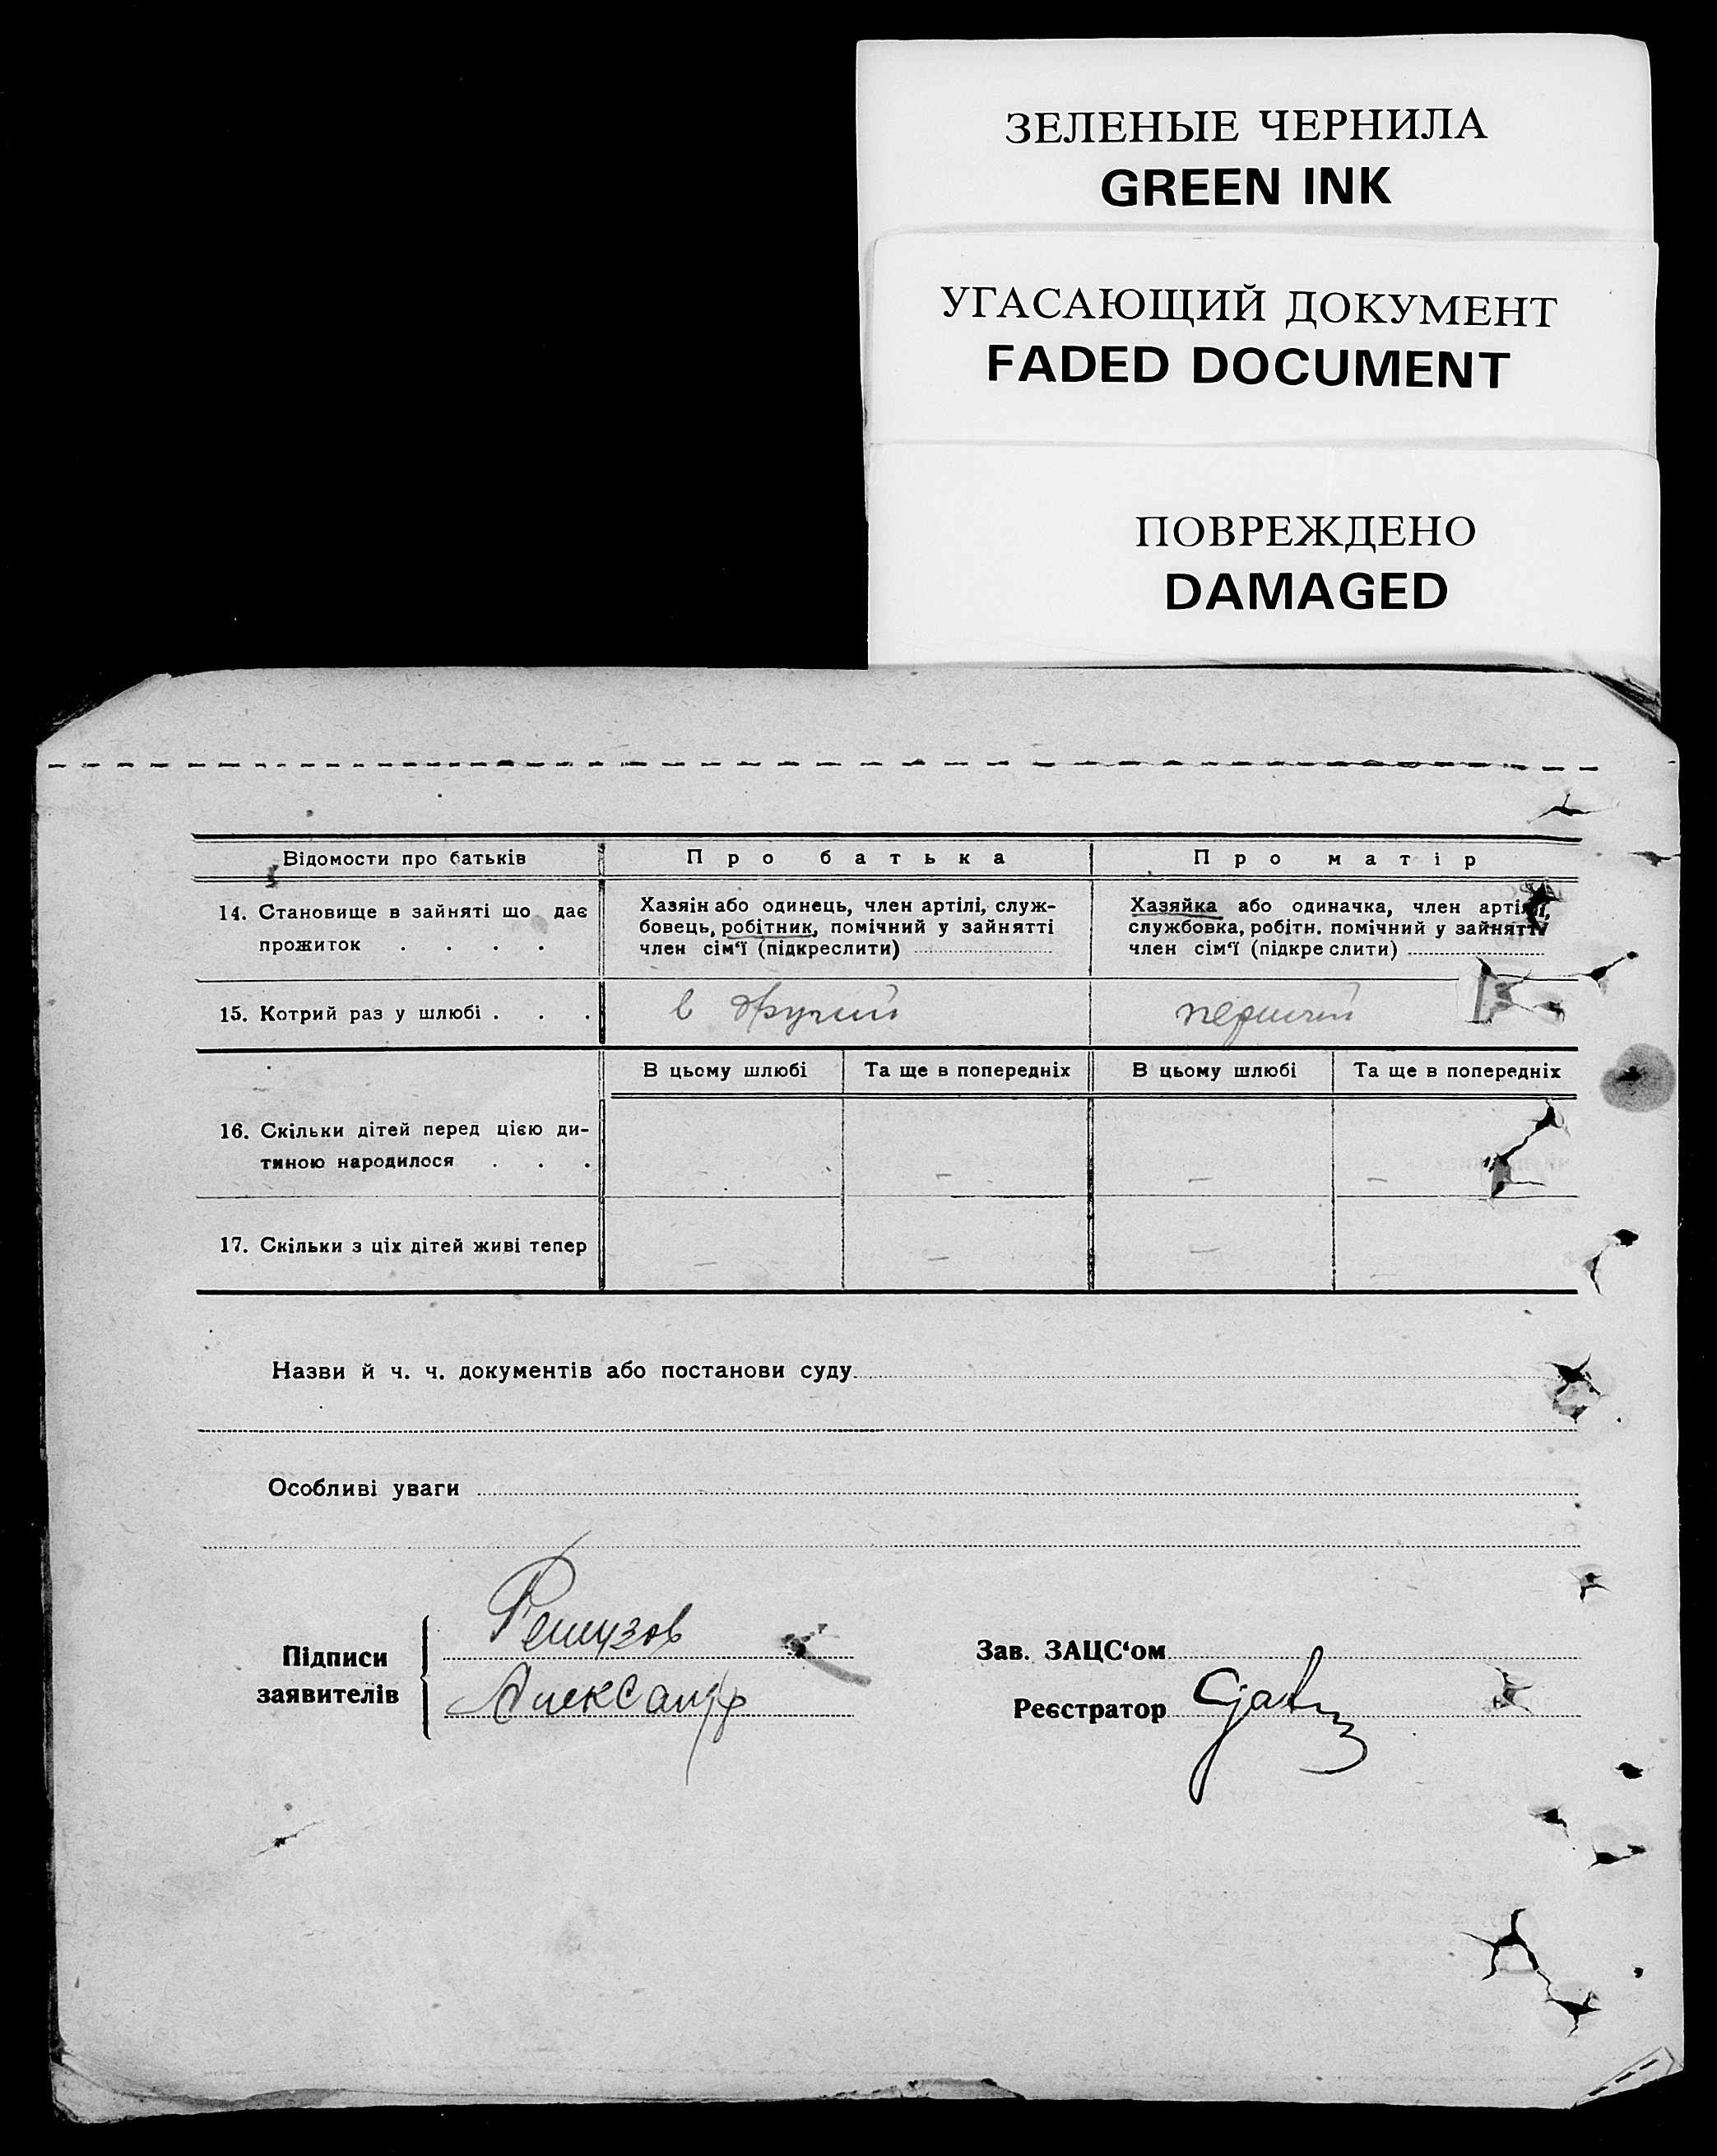 ЗЕЛЕНЫЕ ЧЕРНИЛА
GREEN INK
УГАСАЮЩИЙ ДОКУМЕНТ
FADED DOCUMENT
ПОВРЕЖДЕНО
DAMAGED
Відомости про батьків
Про батька
Про матір
14. Становище в зайняті що дає
прожиток . . . .
Хазяін або одинець, член артілі, служ-
бовець, робітник, помічний у зайнятті
член сім‘ї (підкреслити)
Хазяйка або одиначка, член артілі,
службовка, робітн. помічний у зайнятті
член сім‘ї (підкре слити)
15. Котрий раз у шлюбі . . .
в другий
первий
В цьому шлюбі
Та ще в попередніх
В цьому шлюбі
Та ще в попередніх
16. Скільки дітей перед цією ди-
тиною народилося . . .
– – –
17. Скільки з ціх дітей живі тепер
– – – –
Назви й ч. ч. документів або постанови суду
Особливі уваги
Підписи
заявителів
Александр
Зав. ЗАЦС‘ом
Реєстратор